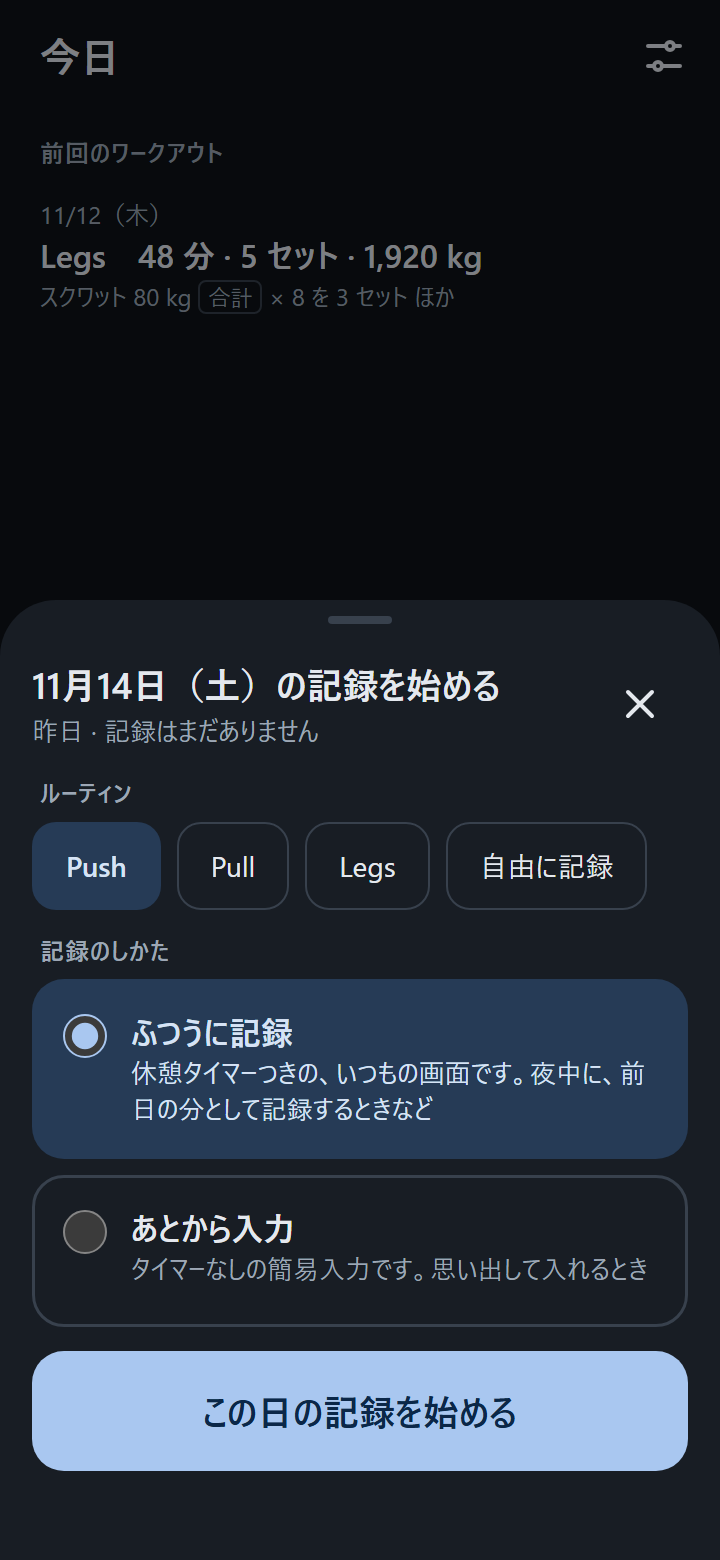 今日
前回のワークアウト
11/12（木）
Legs　48 分 · 5 セット · 1,920 kg
スクワット 80 kg 合計 × 8 を 3 セット ほか
11月14日（土）の記録を始める
昨日 · 記録はまだありません
ルーティン
Push Pull Legs 自由に記録
記録のしかた
ふつうに記録
休憩タイマーつきの、いつもの画面です。夜中に、前
日の分として記録するときなど
あとから入力
タイマーなしの簡易入力です。思い出して入れるとき
この日の記録を始める